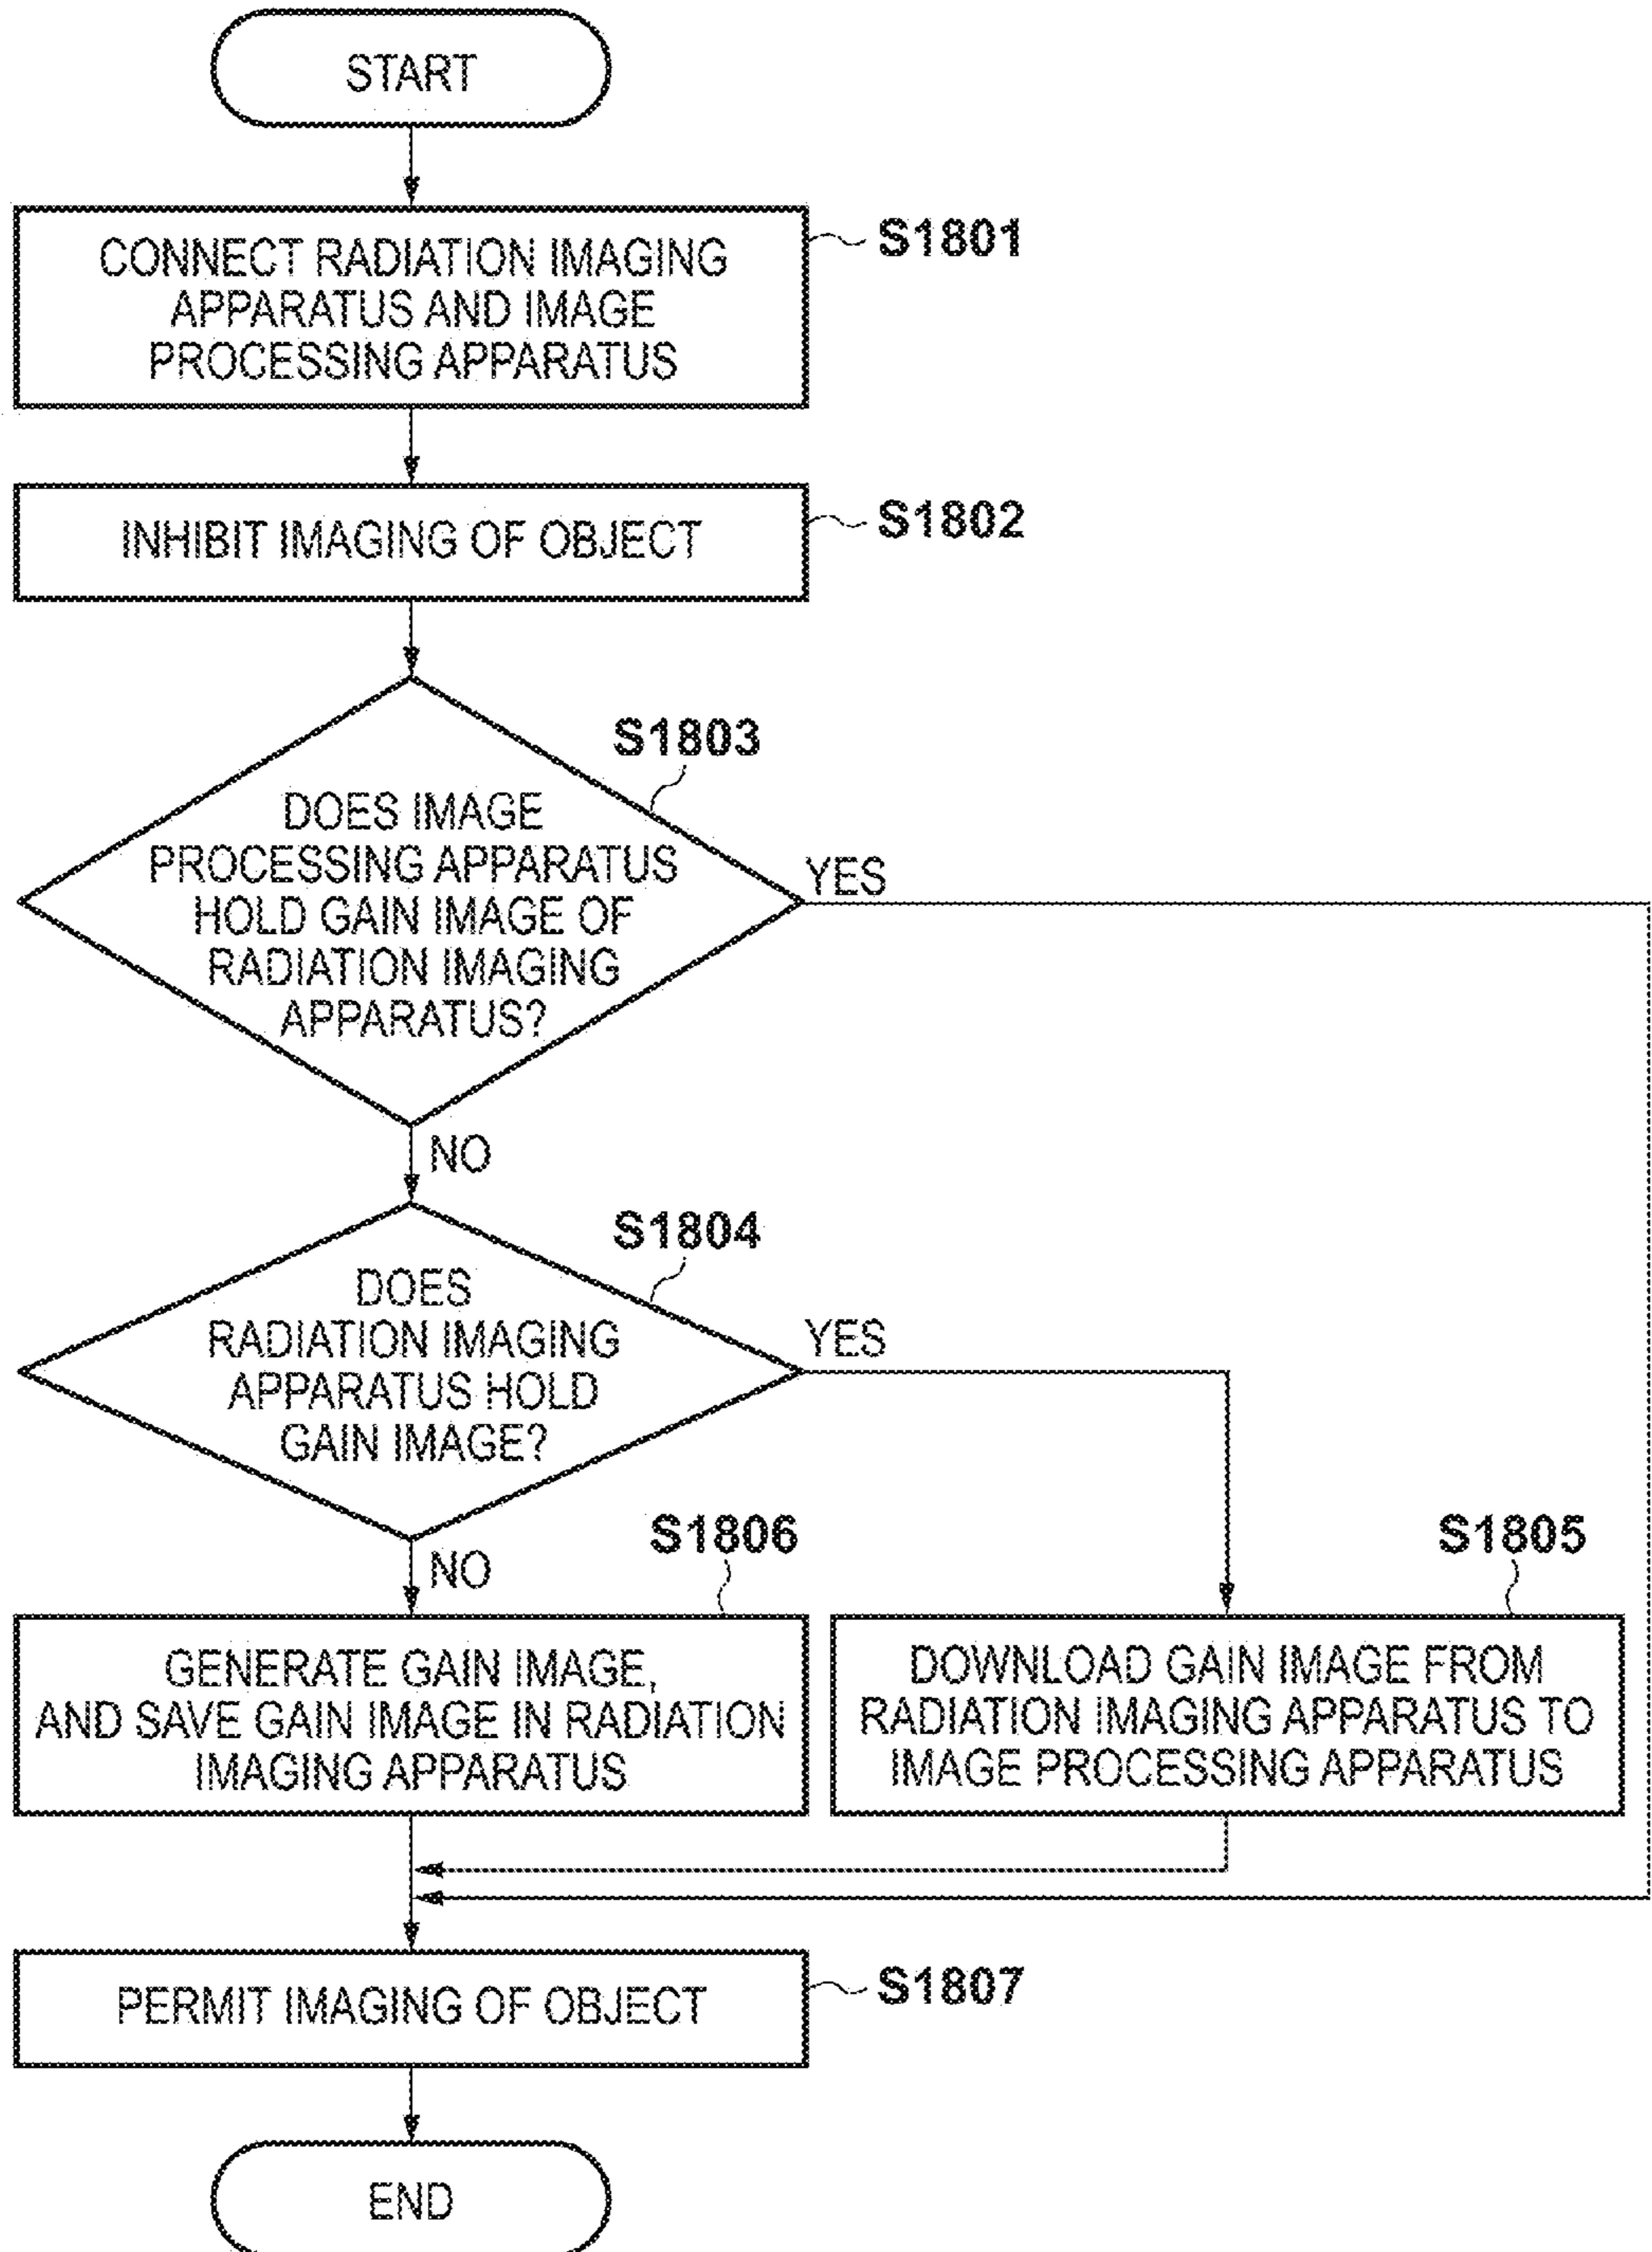 START
CONNECT RADIATION IMAGING
APPARATUS AND IMAGE
PROCESSING APPARATUS
S1801
INHIBIT IMAGING OF OBJECT
S1802
S1803
DOES IMAGE
PROCESSING APPARATUS
HOLD GAIN IMAGE OF
RADIATION IMAGING
APPARATUS?
YES
NO
S1804
DOES
RADIATION IMAGING
APPARATUS HOLD
GAIN IMAGE?
YES
NO
S1806
GENERATE GAIN IMAGE,
AND SAVE GAIN IMAGE IN RADIATION
IMAGING APPARATUS
S1805
DOWNLOAD GAIN IMAGE FROM
RADIATION IMAGING APPARATUS TO
IMAGE PROCESSING APPARATUS
PERMIT IMAGING OF OBJECT
S1807
END